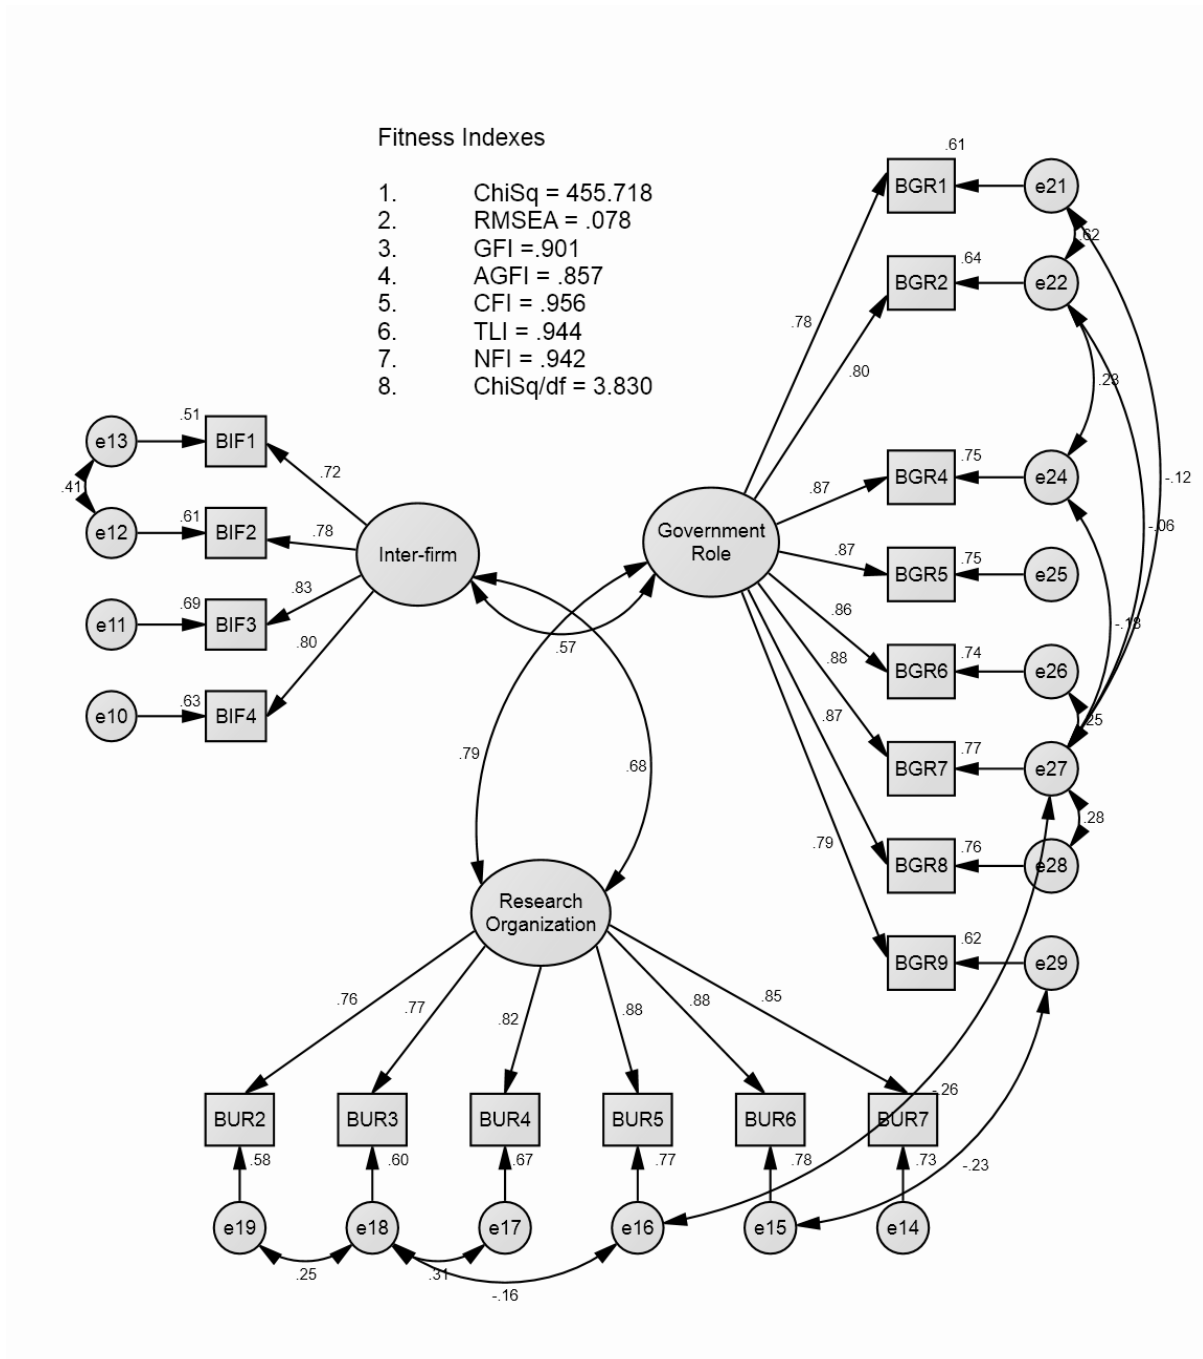 Fitness Indexes
1. ChiSq = 455.718
2. RMSEA = .078
3. GFI =.901
4. AGFI = .857
5. CFI = .956
6. TLI = .944
7. NFI = .942
8. ChiSq/df = 3.830
.61
BGR1
e21
.62
.64
BGR2
e22
.78
.80
.23
.51
e13
BIF1
.41
.72
.61
e12
BIF2
.78
.69
e11
BIF3
.83
.63
e10
BIF4
.80
Inter-firm
Government
Role
.87
.75
BGR4
e24
-.12
-.06
.87
.75
BGR5
e25
-.18
.86
.74
BGR6
e26
.25
.88
.77
BGR7
e27
.28
.87
.76
BGR8
e28
.79
.62
BGR9
e29
.57
.79
.68
Research
Organization
.76
.77
.82
.88
.88
.85
-.26
-.23
BUR2
BUR3
BUR4
BUR5
BUR6
BUR7
.58
.60
.67
.77
.78
.73
e19
e18
e17
e16
e15
e14
.25
.31
-.16